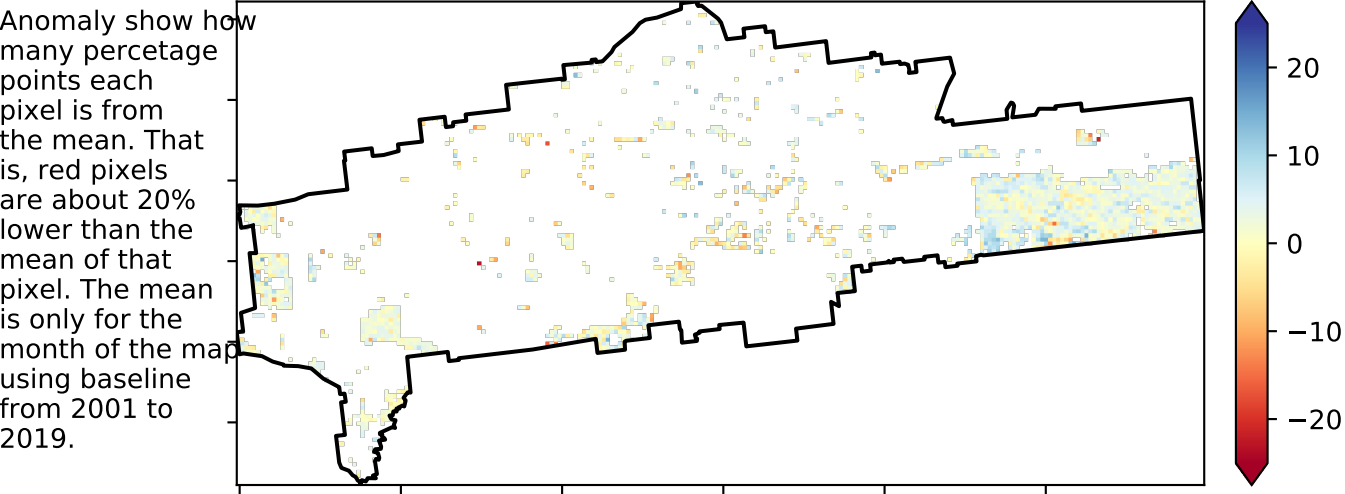 Anomaly show how
many percetage
points each
pixel is from
the mean. That
is, red pixels
are about 20%
lower than the
mean of that
pixel. The mean
is only for the
month of the map
using baseline
from 2001 to
2019.
20
10
0
−10
−20